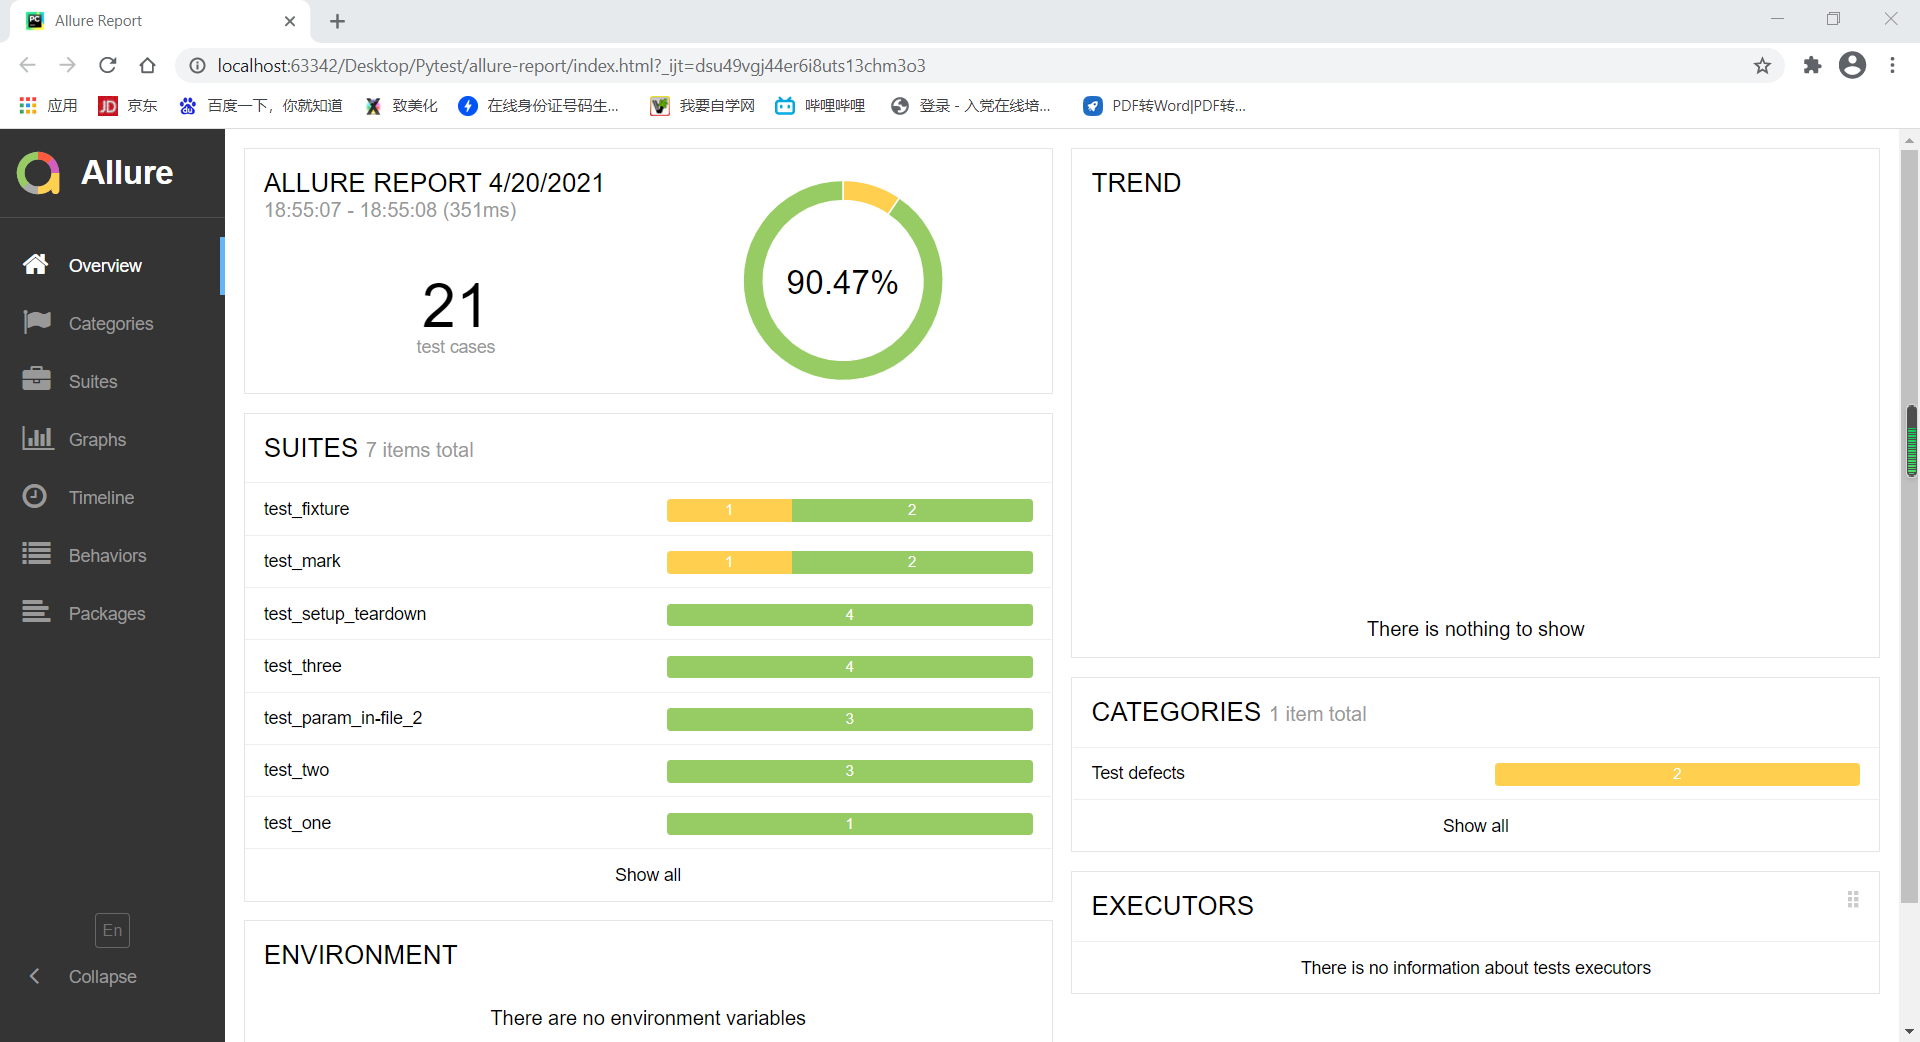 Allure Report
localhost:63342/Desktop/Pytest/allure-report/index.html?_ijt=dsu49vgj44er6i8uts13chm3o3
应用 京东 百度一下，你就知道 致美化 在线身份证号码生... 我要自学网 哔哩哔哩 登录 - 入党在线培... PDF转Word|PDF转...
Allure
Overview
Categories
Suites
Graphs
Timeline
Behaviors
Packages
En
Collapse
ALLURE REPORT 4/20/2021
18:55:07 - 18:55:08 (351ms)
21
test cases
90.47%
SUITES 7 items total
test_fixture 1 2
test_mark 1 2
test_setup_teardown 4
test_three 4
test_param_in-file_2 3
test_two 3
test_one 1
Show all
ENVIRONMENT
There are no environment variables
TREND
There is nothing to show
CATEGORIES 1 item total
Test defects 2
Show all
EXECUTORS
There is no information about tests executors